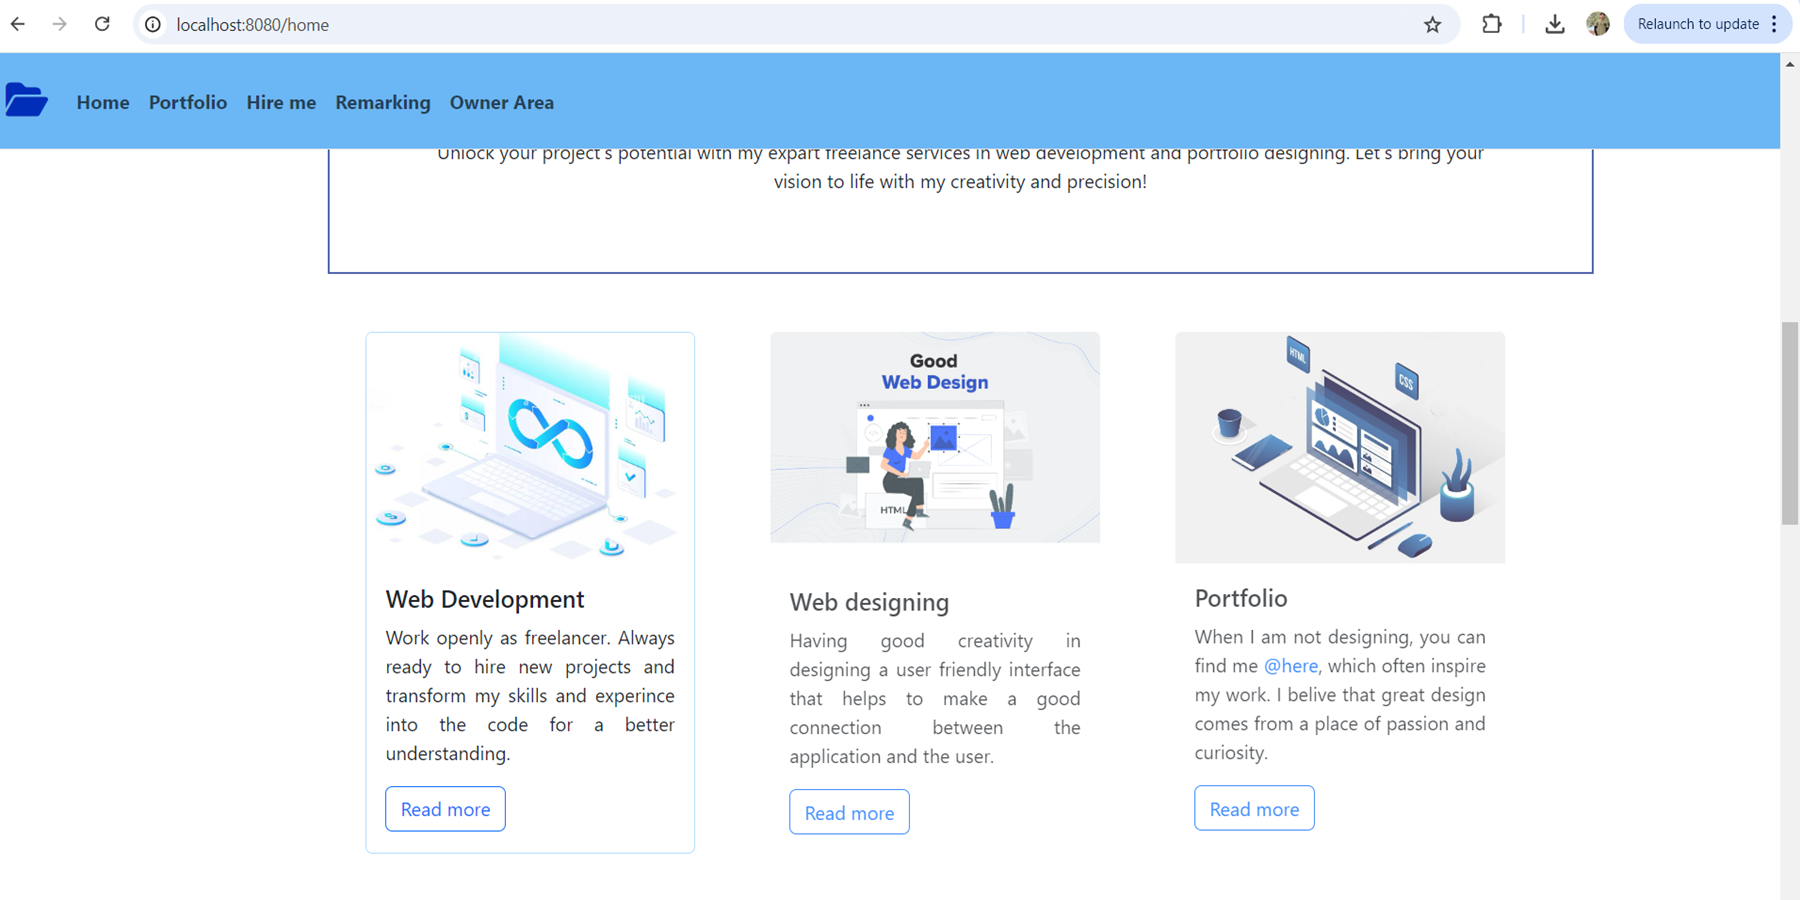 localhost:8080/home
Relaunch to update
Home Portfolio Hire me Remarking Owner Area
Unlock your project's potential with my expart freelance services in web development and portfolio designing. Let's bring your
vision to life with my creativity and precision!
Good
Web Design
HTML
HTML
CSS
Web Development
Work openly as freelancer. Always
ready to hire new projects and
transform my skills and experince
into the code for a better
understanding.
Read more
Web designing
Having good creativity in
designing a user friendly interface
that helps to make a good
connection between the
application and the user.
Read more
Portfolio
When I am not designing, you can
find me @here, which often inspire
my work. I belive that great design
comes from a place of passion and
curiosity.
Read more